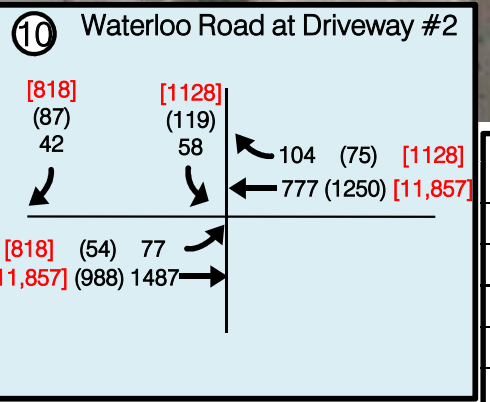 10 Waterloo Road at Driveway #2
[818] [1128]
(87) (119)
42 58
104 (75) [1128]
777 (1250) [11,857]
[818] (54) 77
11,857] (988) 1487